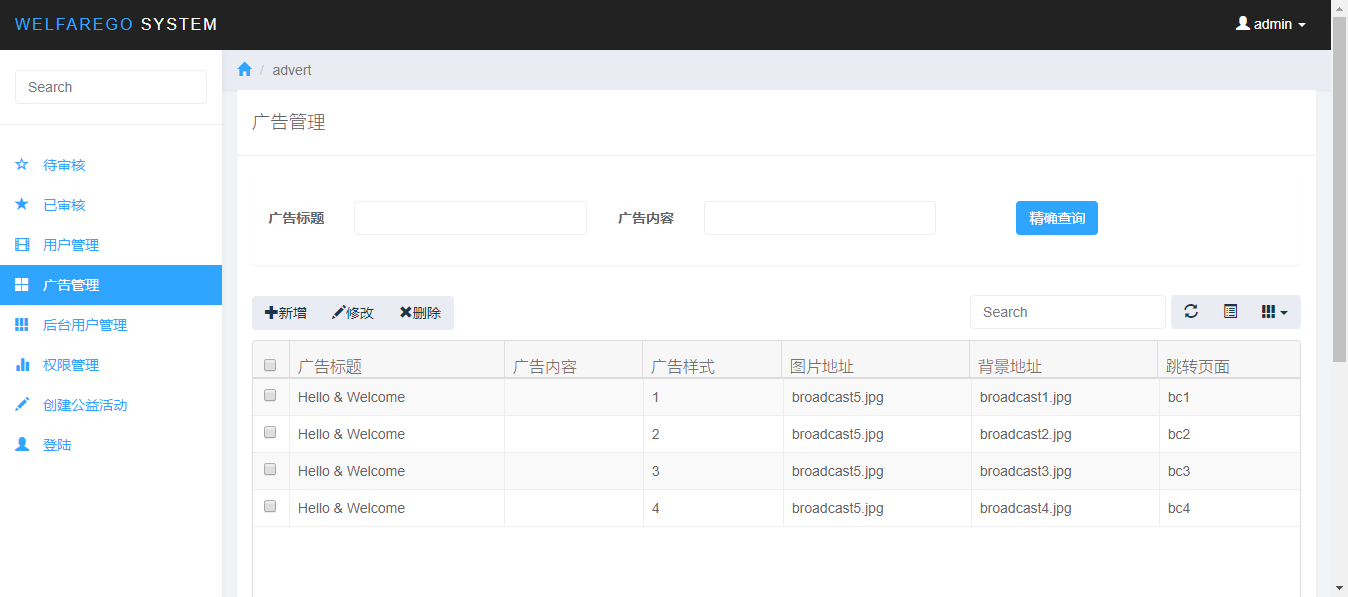 WELFAREGO SYSTEM
admin
Search
/ advert
待审核
已审核
用户管理
广告管理
后台用户管理
权限管理
创建公益活动
登陆
广告管理
广告标题 广告内容 精确查询
新增 修改 删除
Search
广告标题 广告内容 广告样式 图片地址 背景地址 跳转页面
Hello & Welcome 1 broadcast5.jpg broadcast1.jpg bc1
Hello & Welcome 2 broadcast5.jpg broadcast2.jpg bc2
Hello & Welcome 3 broadcast5.jpg broadcast3.jpg bc3
Hello & Welcome 4 broadcast5.jpg broadcast4.jpg bc4